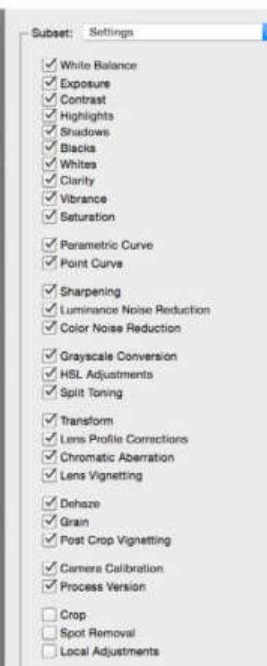 Subset: Settings
White Balance
Exposure
Contrast
Highlights
Shadows
Blacks
Whites
Clarity
Vibrance
Saturation
Parametric Curve
Point Curve
Sharpening
Luminance Noise Reduction
Color Noise Reduction
Grayscale Conversion
HSL Adjustments
Split Toning
Transform
Lens Profile Corrections
Chromatic Aberration
Lens Vignetting
Dehaze
Grain
Post Crop Vignetting
Camera Calibration
Process Version
Crop
Spot Removal
Local Adjustments